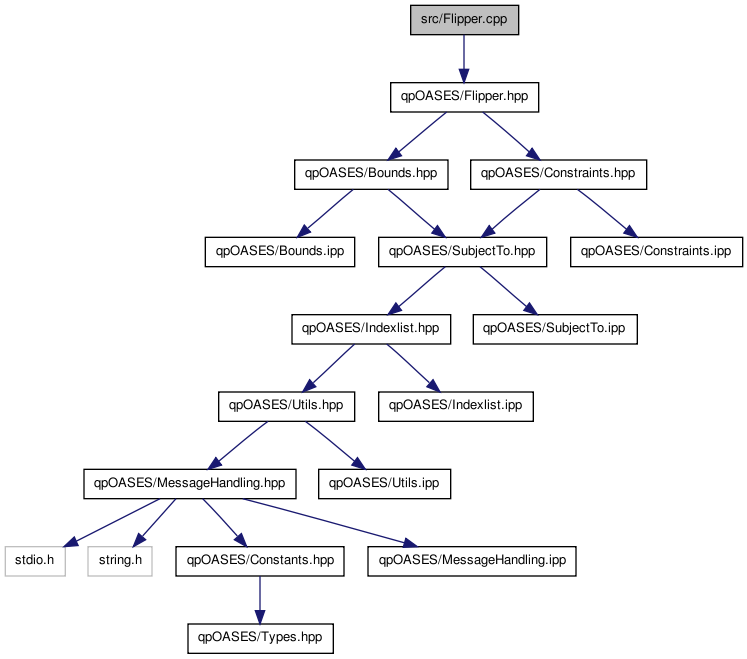 src/Flipper.cpp
qpOASES/Flipper.hpp
qpOASES/Bounds.hpp
qpOASES/Constraints.hpp
qpOASES/Bounds.ipp
qpOASES/SubjectTo.hpp
qpOASES/Constraints.ipp
qpOASES/Indexlist.hpp
qpOASES/SubjectTo.ipp
qpOASES/Utils.hpp
qpOASES/Indexlist.ipp
qpOASES/MessageHandling.hpp
qpOASES/Utils.ipp
stdio.h
string.h
qpOASES/Constants.hpp
qpOASES/MessageHandling.ipp
qpOASES/Types.hpp